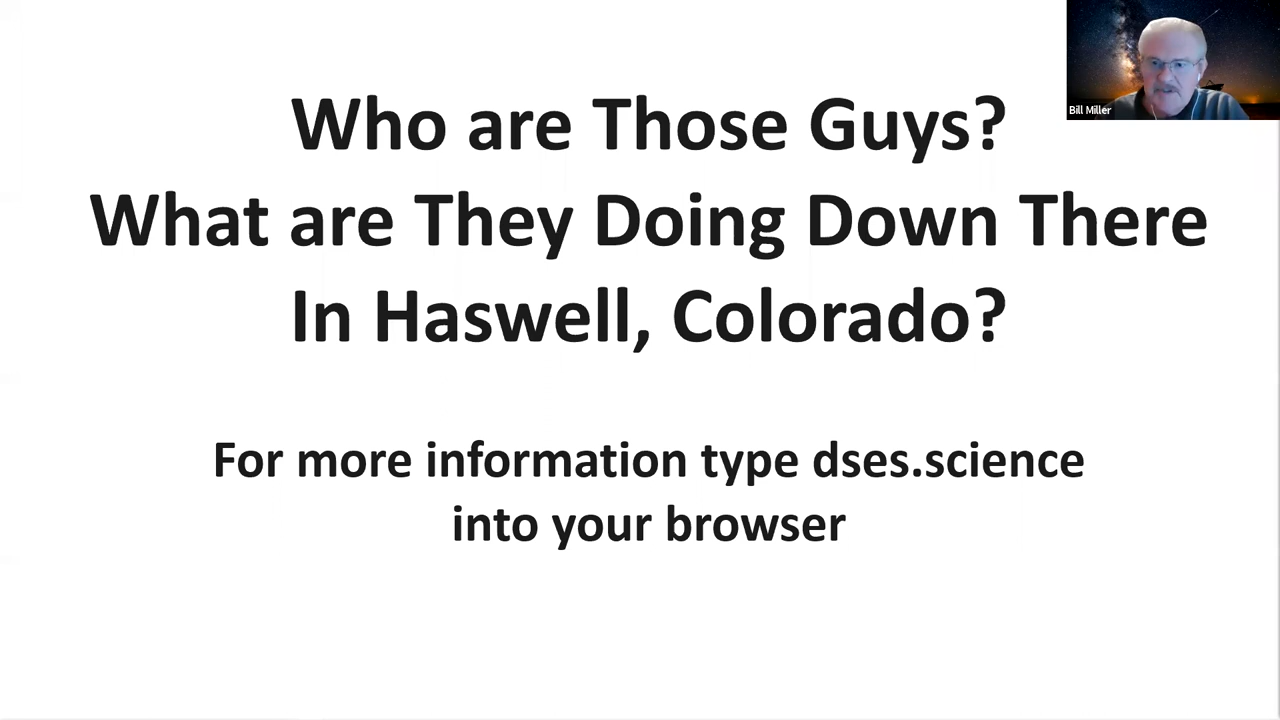 Who are Those Guys?
What are They Doing Down There
In Haswell, Colorado?
For more information type dses.science
into your browser
Bill Miller